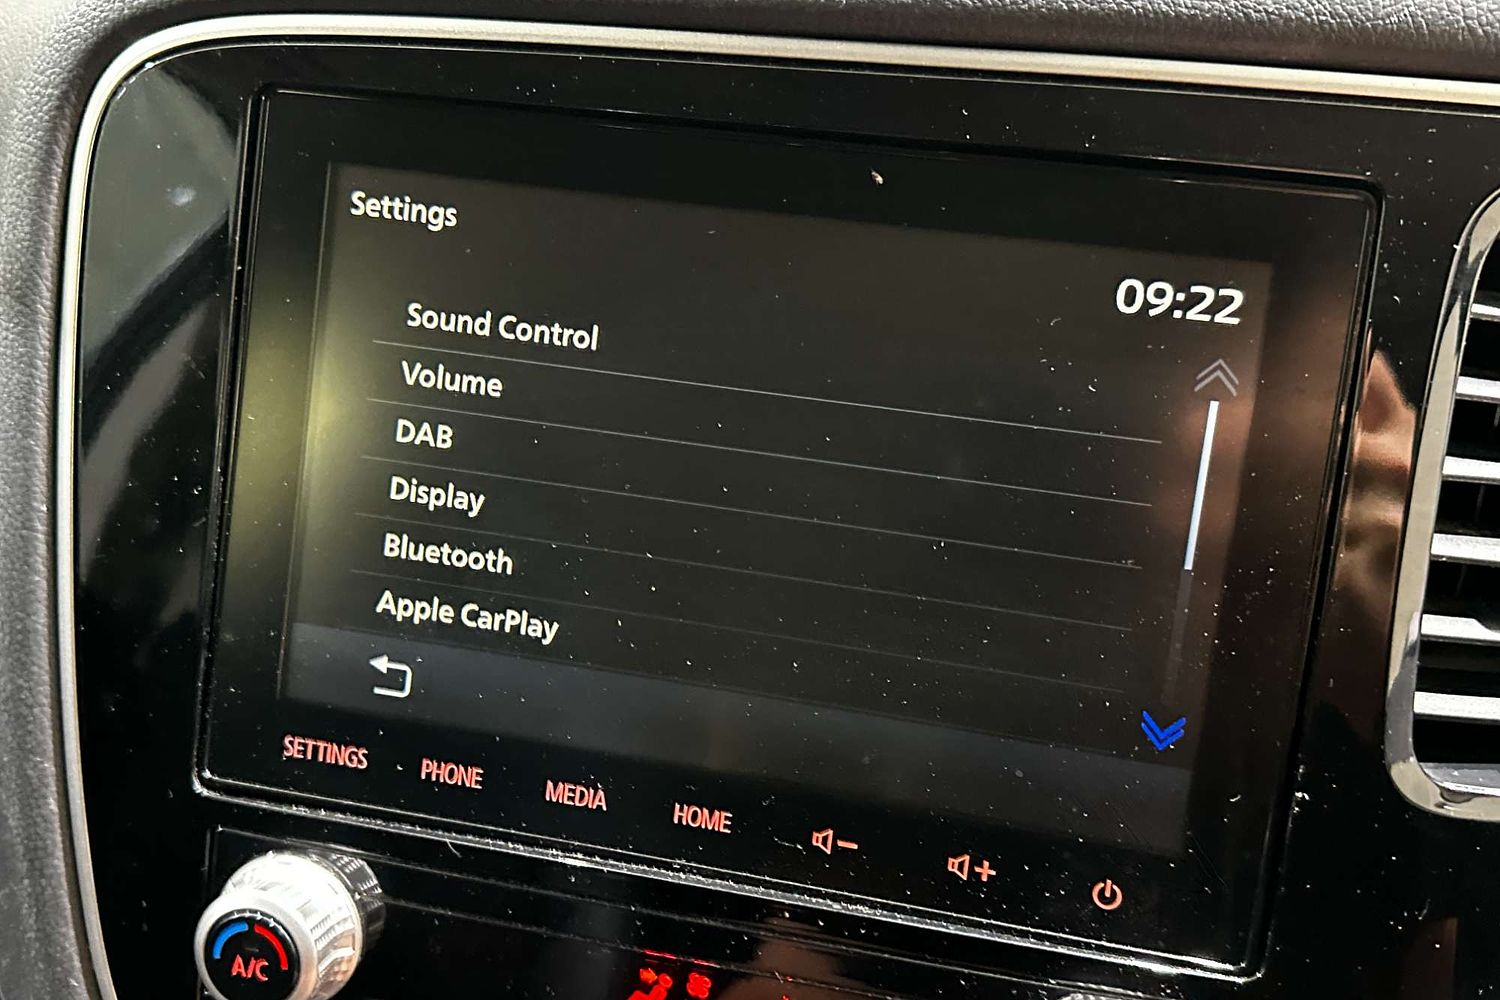 Settings
09:22
Sound Control
Volume
DAB
Display
Bluetooth
Apple CarPlay
SETTINGS PHONE MEDIA HOME
A/C